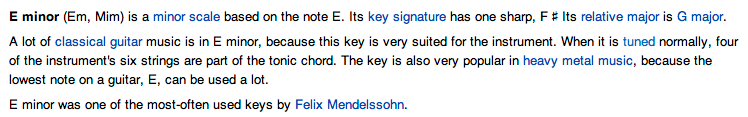 E minor (Em, Mim) is a minor scale based on the note E. Its key signature has one sharp, F ♯ Its relative major is G major.
A lot of classical guitar music is in E minor, because this key is very suited for the instrument. When it is tuned normally, four
of the instrument's six strings are part of the tonic chord. The key is also very popular in heavy metal music, because the
lowest note on a guitar, E, can be used a lot.
E minor was one of the most-often used keys by Felix Mendelssohn.